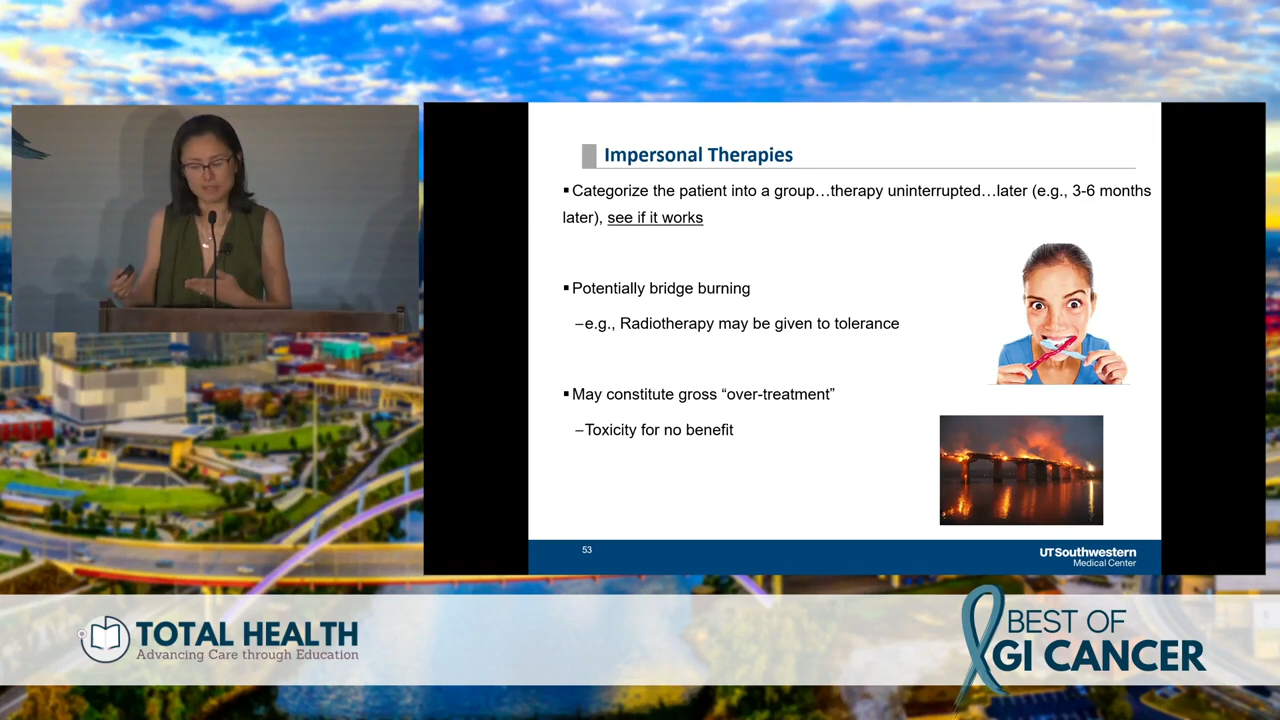 Impersonal Therapies
▪ Categorize the patient into a group…therapy uninterrupted…later (e.g., 3-6 months
later), see if it works
▪ Potentially bridge burning
–e.g., Radiotherapy may be given to tolerance
▪ May constitute gross “over-treatment”
–Toxicity for no benefit
53
UTSouthwestern
Medical Center
TOTAL HEALTH
Advancing Care through Education
BEST OF
GI CANCER